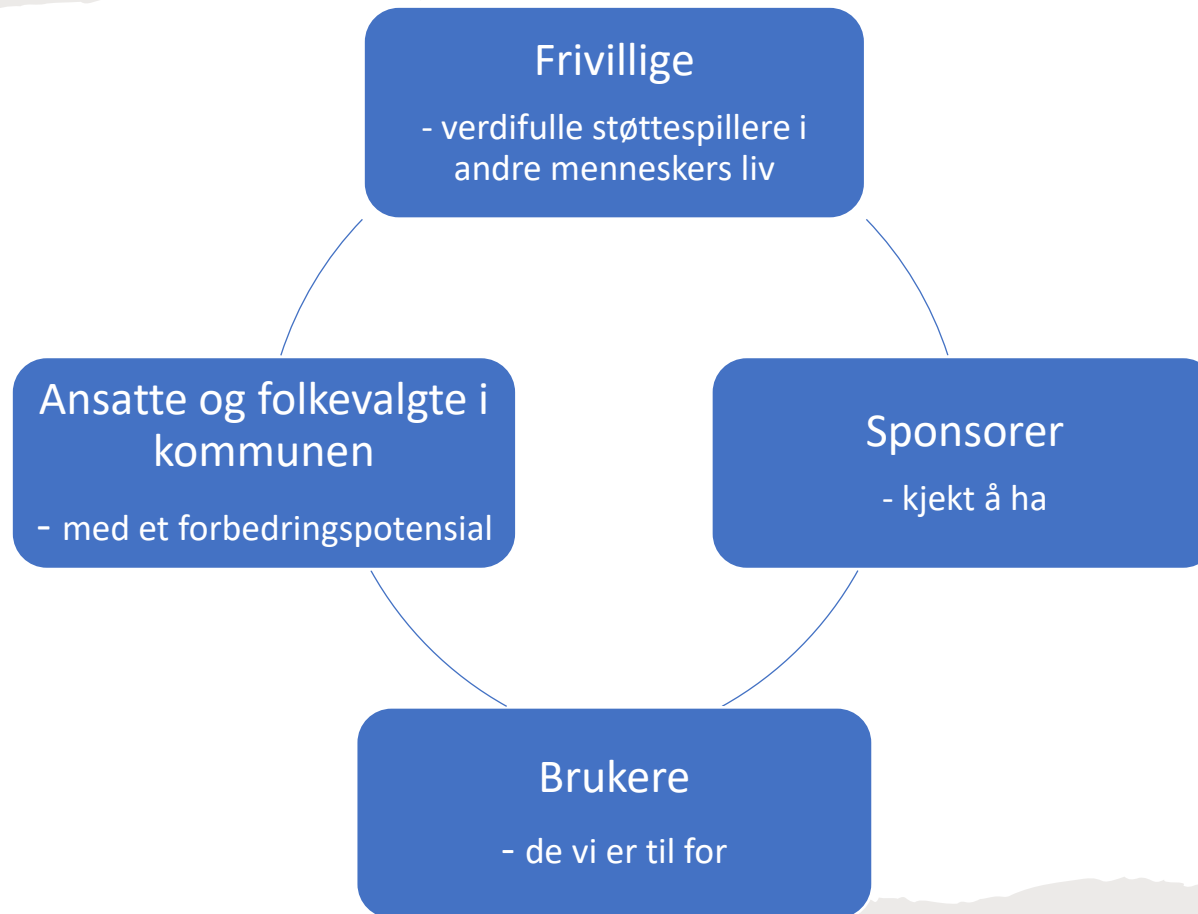 Frivillige
- verdifulle støttespillere i
andre menneskers liv
Ansatte og folkevalgte i
kommunen
- med et forbedringspotensial
Sponsorer
- kjekt å ha
Brukere
- de vi er til for